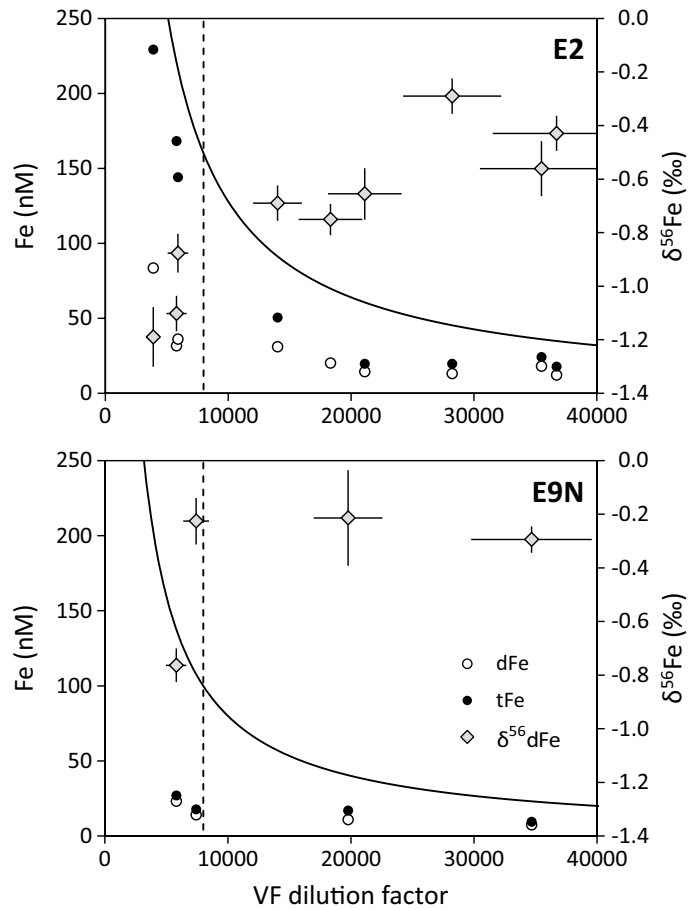 E2
250
200
150
100
50
0
Fe (nM)
0.0
-0.2
-0.4
-0.6
-0.8
-1.0
-1.2
-1.4
δ⁵⁶Fe (‰)
0 10000 20000 30000 40000
E9N
250
200
150
100
50
0
Fe (nM)
0.0
-0.2
-0.4
-0.6
-0.8
-1.0
-1.2
-1.4
δ⁵⁶Fe (‰)
dFe
tFe
δ⁵⁶dFe
0 10000 20000 30000 40000
VF dilution factor